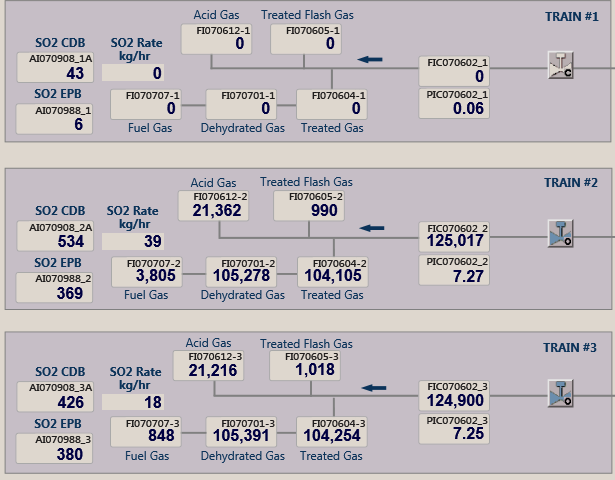 Acid Gas Treated Flash Gas TRAIN #1
FI070612-1 FI070605-1
SO2 CDB SO2 Rate 0 0
AI070908_1A kg/hr FIC070602_1 C
43 0 0
SO2 EPB FI070707-1 FI070701-1 FI070604-1 PIC070602_1
AI070988_1 0 0 0 0.06
6 Fuel Gas Dehydrated Gas Treated Gas
Acid Gas Treated Flash Gas TRAIN #2
FI070612-2 FI070605-2
SO2 CDB SO2 Rate 21,362 990
AI070908_2A kg/hr FIC070602_2 O
534 39 125,017
SO2 EPB FI070707-2 FI070701-2 FI070604-2 PIC070602_2
AI070988_2 3,805 105,278 104,105 7.27
369 Fuel Gas Dehydrated Gas Treated Gas
Acid Gas Treated Flash Gas TRAIN #3
FI070612-3 FI070605-3
SO2 CDB SO2 Rate 21,216 1,018
AI070908_3A kg/hr FIC070602_3 O
426 18 124,900
SO2 EPB FI070707-3 FI070701-3 FI070604-3 PIC070602_3
AI070988_3 848 105,391 104,254 7.25
380 Fuel Gas Dehydrated Gas Treated Gas